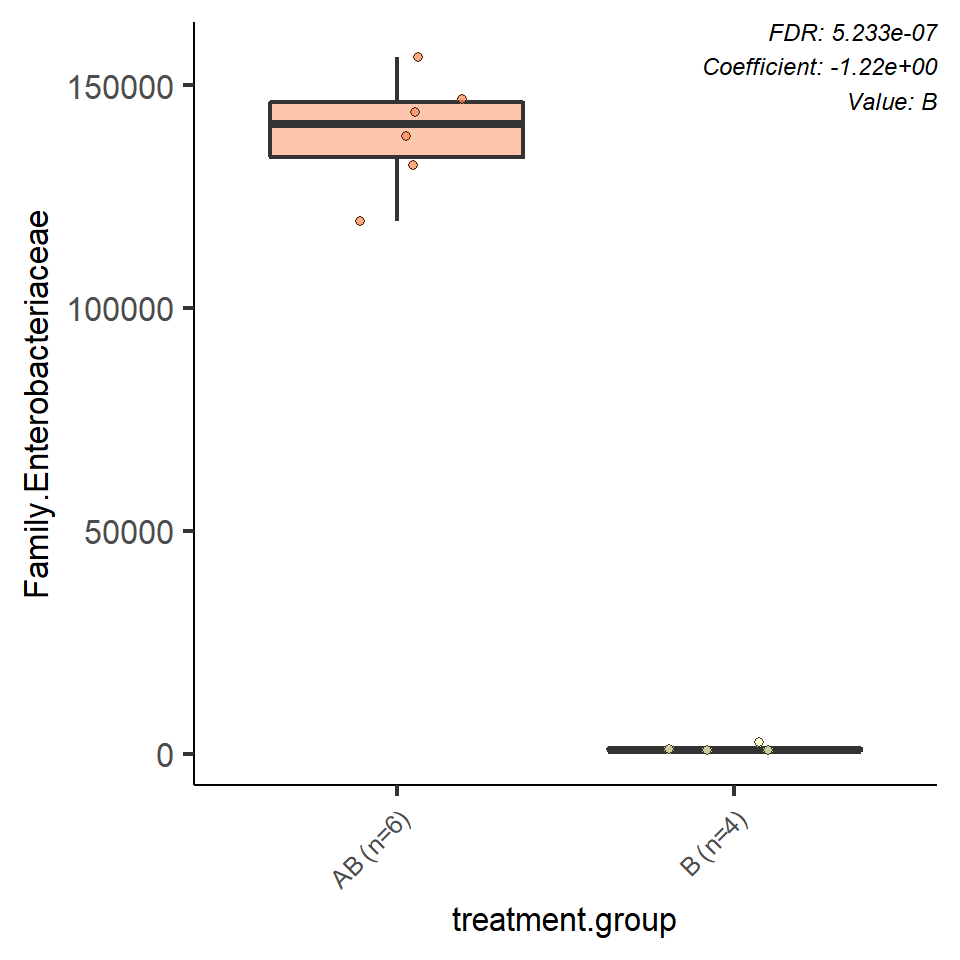 FDR: 5.233e-07
Coefficient: -1.22e+00
Value: B
150000
100000
50000
0
Family.Enterobacteriaceae
AB (n=6)
B (n=4)
treatment.group